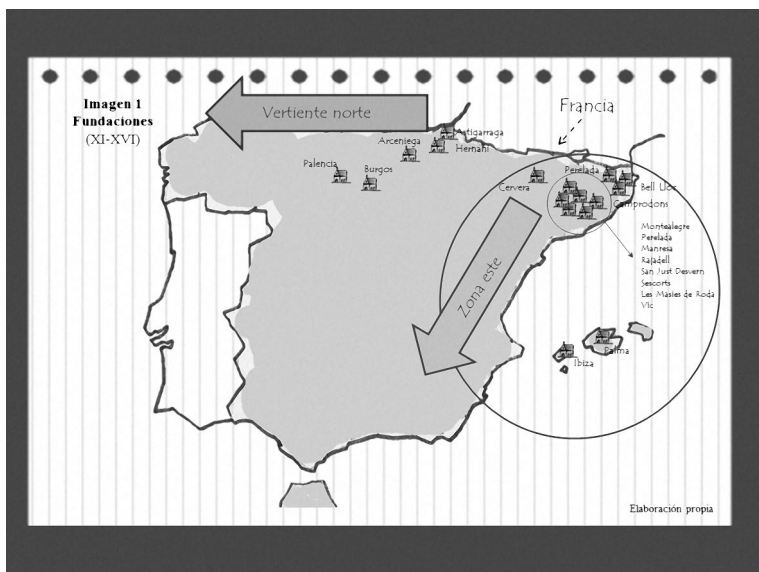 Imagen 1
Fundaciones
(XI-XVI)
Vertiente norte
Francia
Astigarraga
Hernani
Arceniega
Palencia
Burgos
Cervera
Perelada
Bell Lloc
Camprodons
Montealegre
Perelada
Manresa
Rajadell
San Just Desvern
Sescorts
Les Masies de Roda
Vic
Zona este
Palma
Ibiza
Elaboración propia